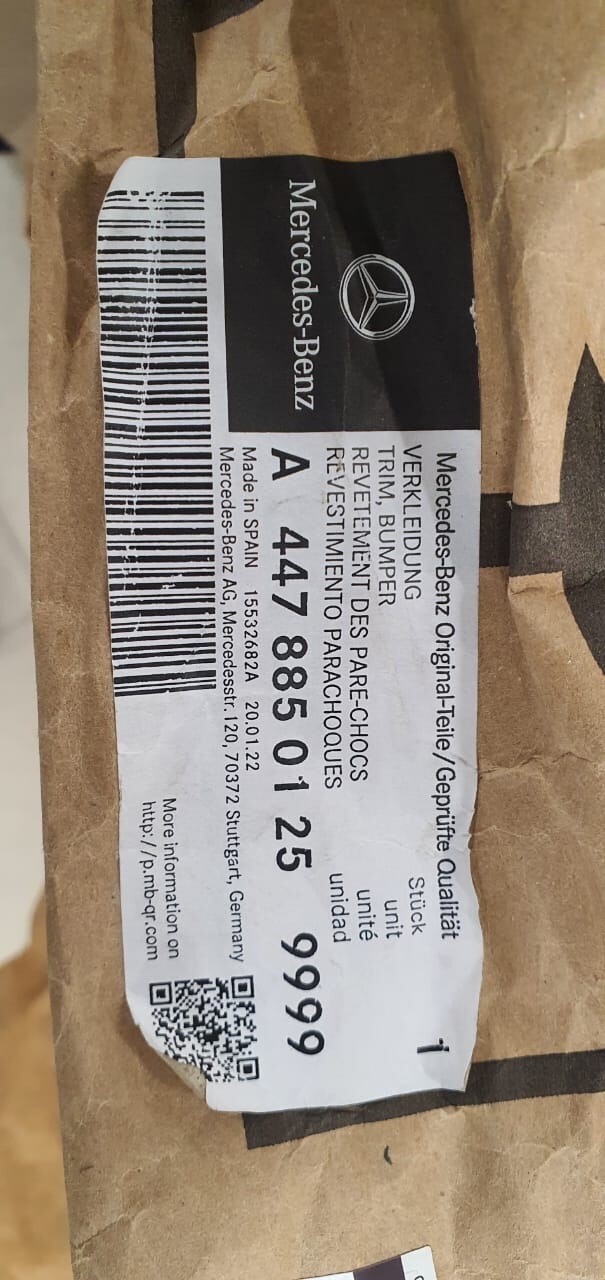 Mercedes-Benz
Mercedes-Benz Original-Teile/Geprüfte Qualität
VERKLEIDUNG Stück 1
TRIM, BUMPER unit
REVETEMENT DES PARE-CHOCS unité
REVESTIMIENTO PARACHOQUES unidad
A 447 885 01 25 9999
Made in SPAIN 15532682A 20.01.22
Mercedes-Benz AG, Mercedesstr.120, 70372 Stuttgart, Germany
More information on
http://p.mb-qr.com